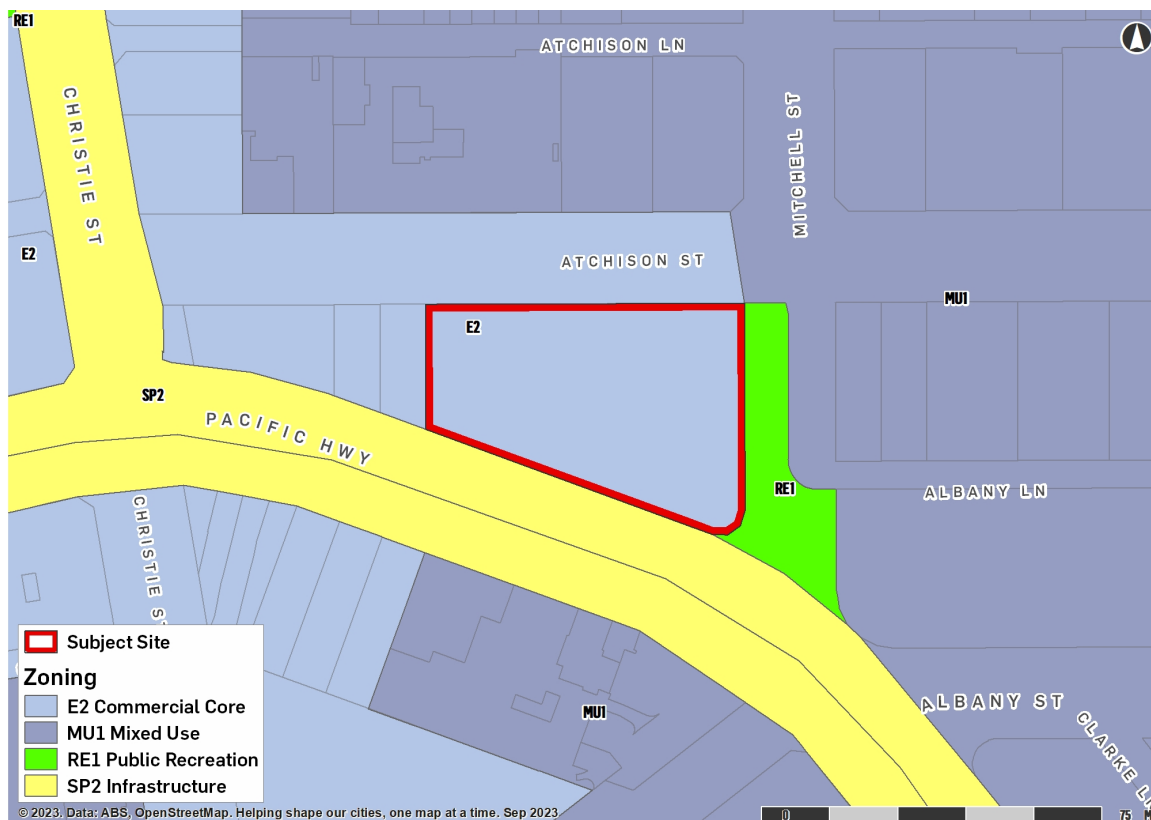 RE1
ATCHISON LN
CHRISTIE ST
MITCHELL ST
E2
ATCHISON ST
MU1
E2
SP2
PACIFIC HWY
RE1
ALBANY LN
CHRISTIE S
Subject Site
Zoning
E2 Commercial Core
MU1 Mixed Use
RE1 Public Recreation
SP2 Infrastructure
MU1
ALBANY ST
CLARKE L
© 2023. Data: ABS, OpenStreetMap. Helping shape our cities, one map at a time. Sep 2023
0
75 M